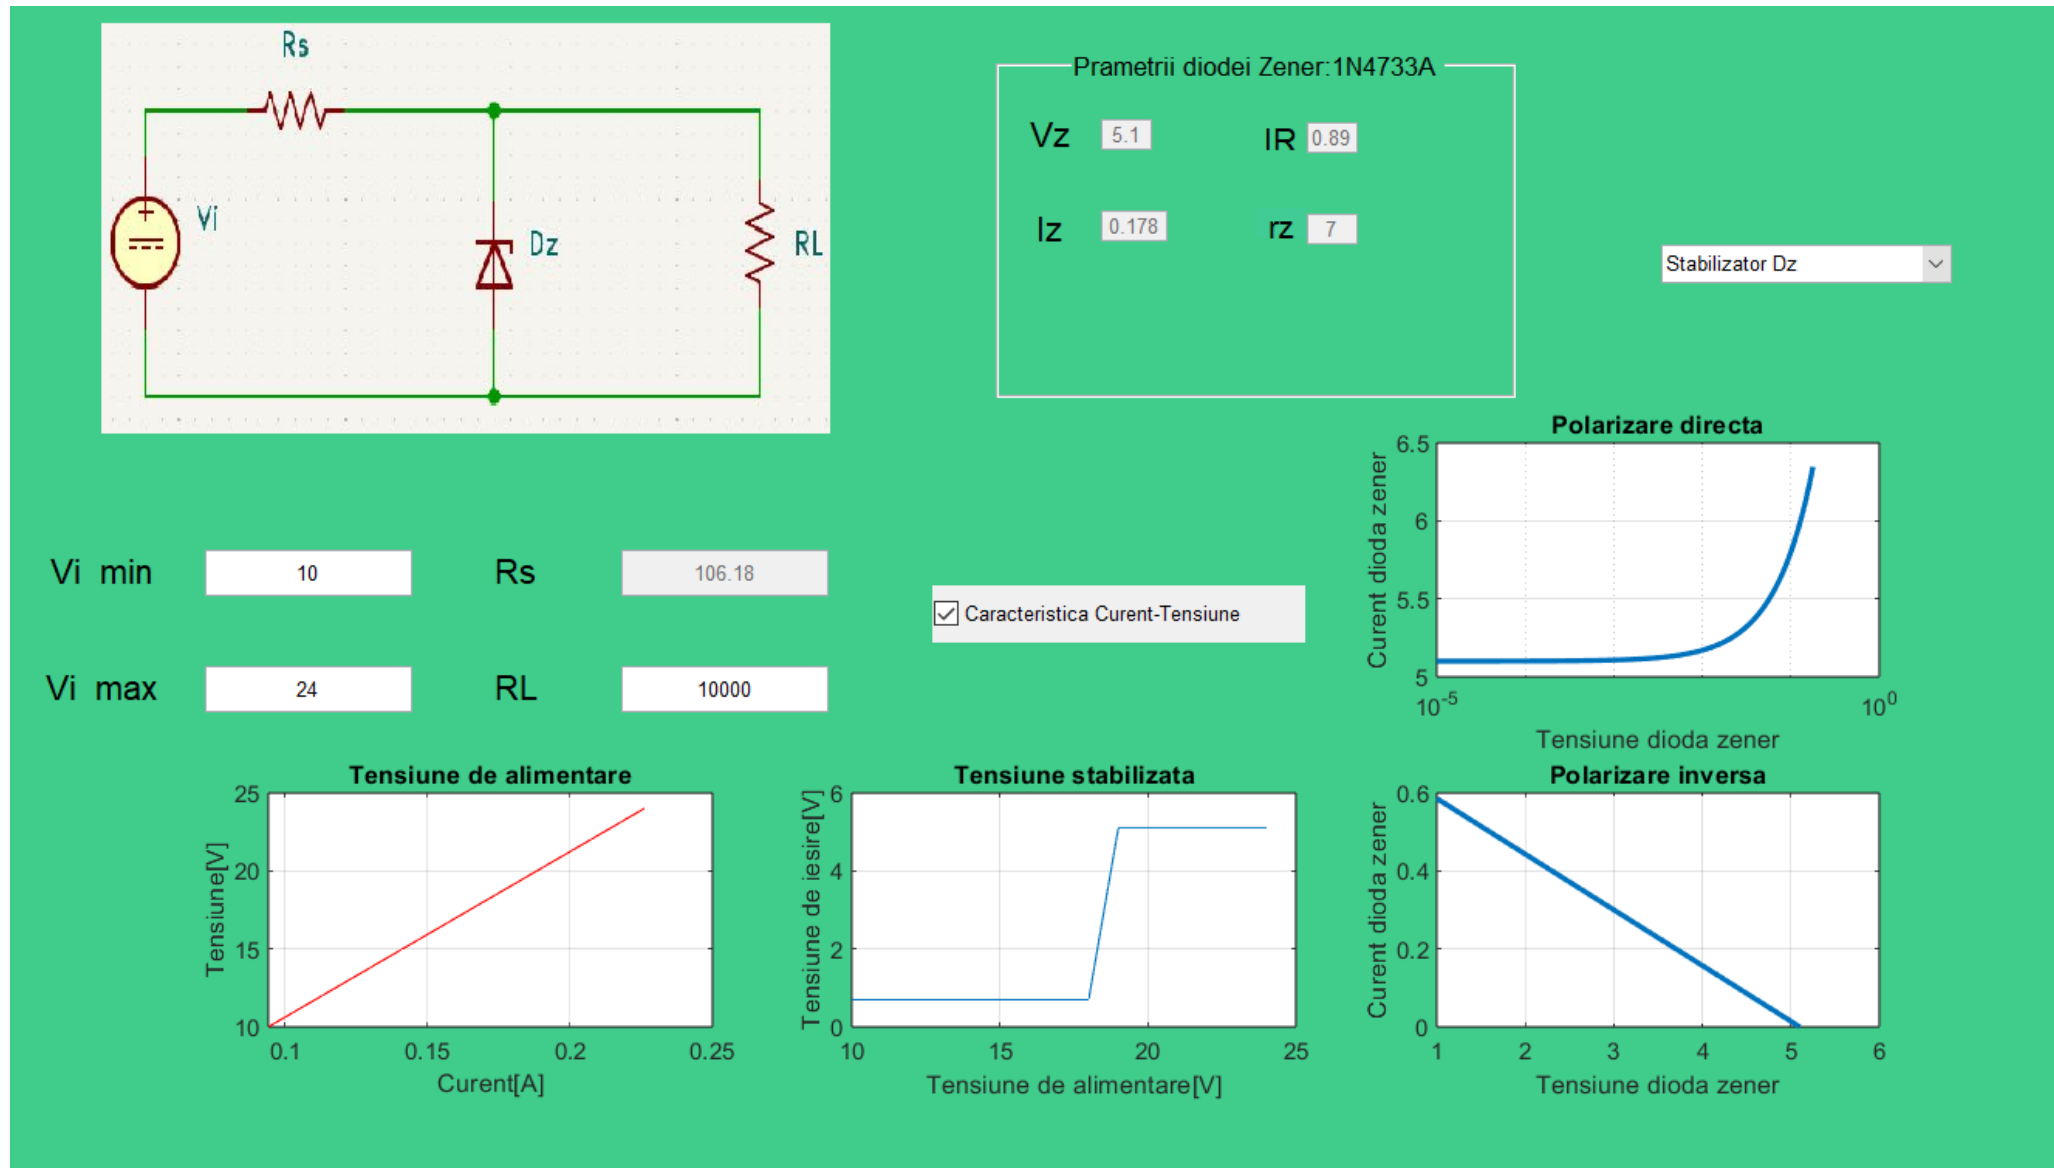 Rs
Vi
Dz
RL
Prametrii diodei Zener:1N4733A
Vz 5.1 IR 0.89
Iz 0.178 rz 7
Stabilizator Dz
Vi min 10 Rs 106.18
Vi max 24 RL 10000
Caracteristica Curent-Tensiune
Polarizare directa
Curent dioda zener
6.5
6
5.5
5
10^-5 10^0
Tensiune dioda zener
Tensiune de alimentare
Tensiune[V]
25
20
15
10
0.1 0.15 0.2 0.25
Curent[A]
Tensiune stabilizata
Tensiune de iesire[V]
6
4
2
0
10 15 20 25
Tensiune de alimentare[V]
Polarizare inversa
Curent dioda zener
0.6
0.4
0.2
0
1 2 3 4 5 6
Tensiune dioda zener